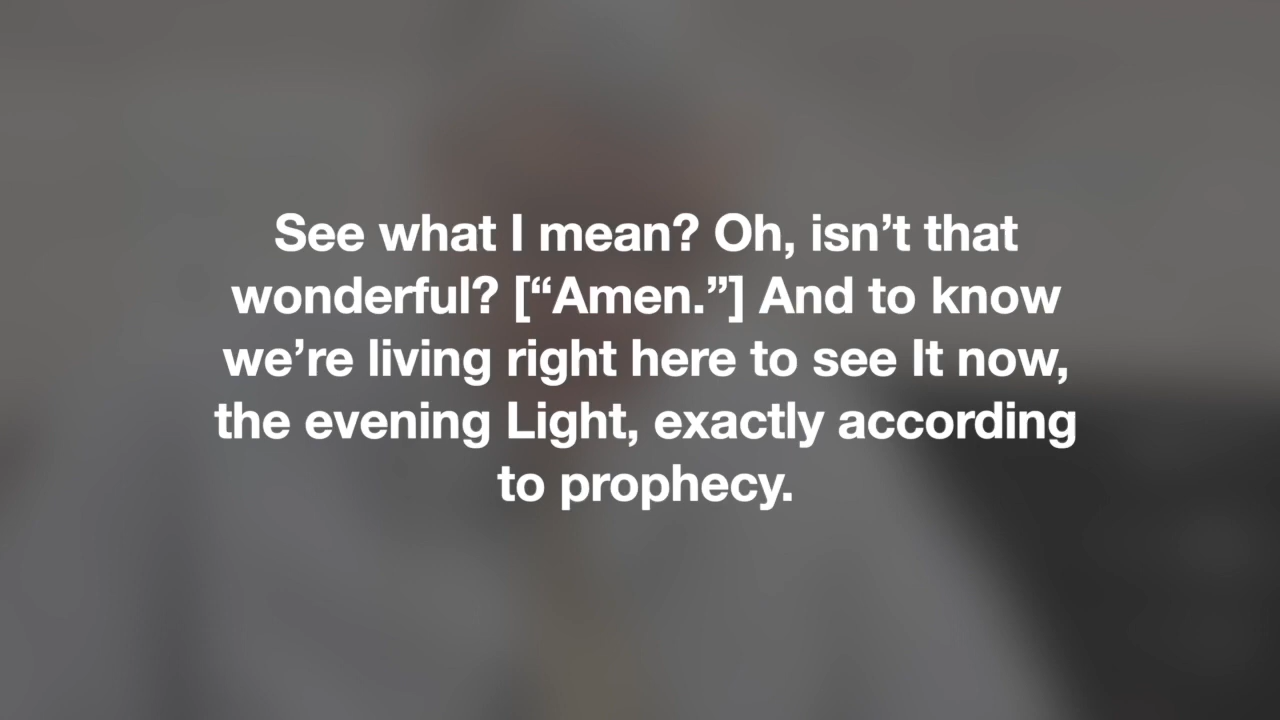 See what I mean? Oh, isn’t that
wonderful? [“Amen.”] And to know
we’re living right here to see It now,
the evening Light, exactly according
to prophecy.